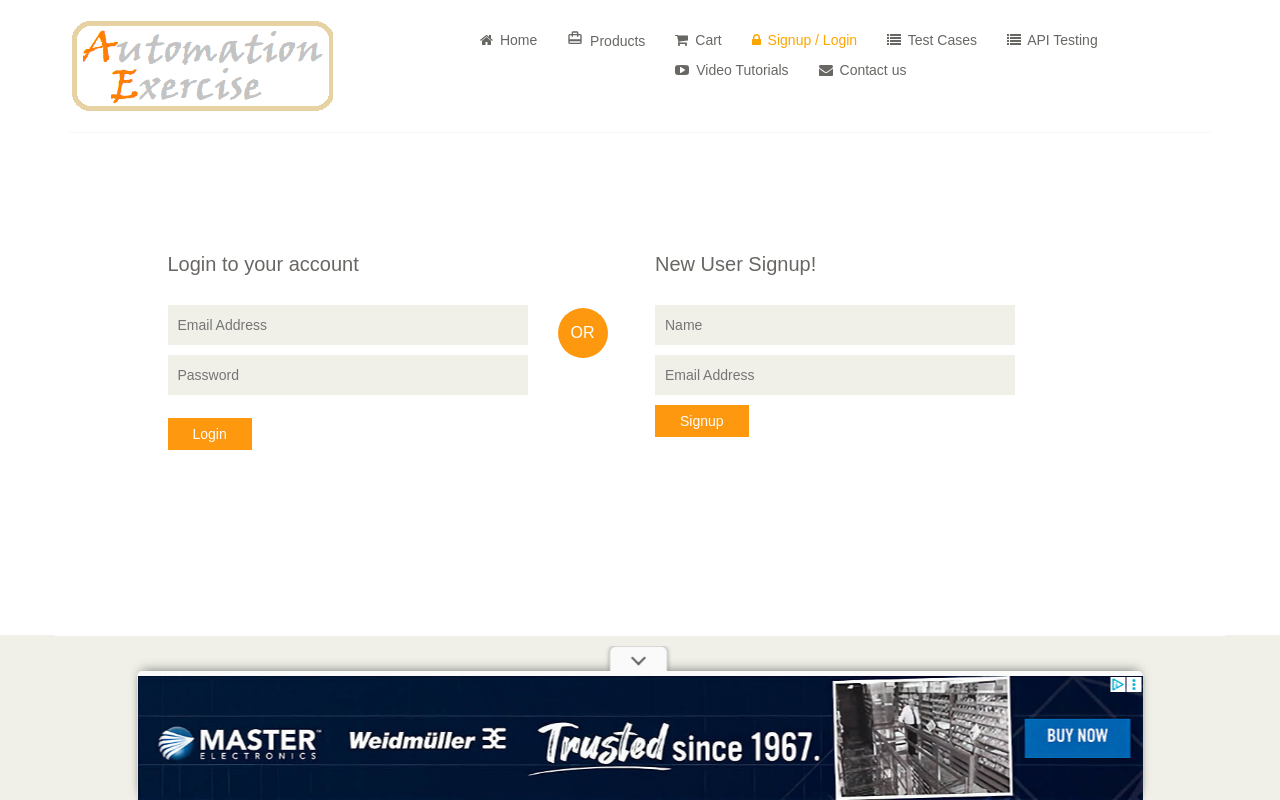 Automation
Exercise
Home
Products
Cart
Signup / Login
Test Cases
API Testing
Video Tutorials
Contact us
Login to your account
Email Address
Password
Login
OR
New User Signup!
Name
Email Address
Signup
MASTER™
ELECTRONICS
Weidmüller
Trusted since 1967.
BUY NOW